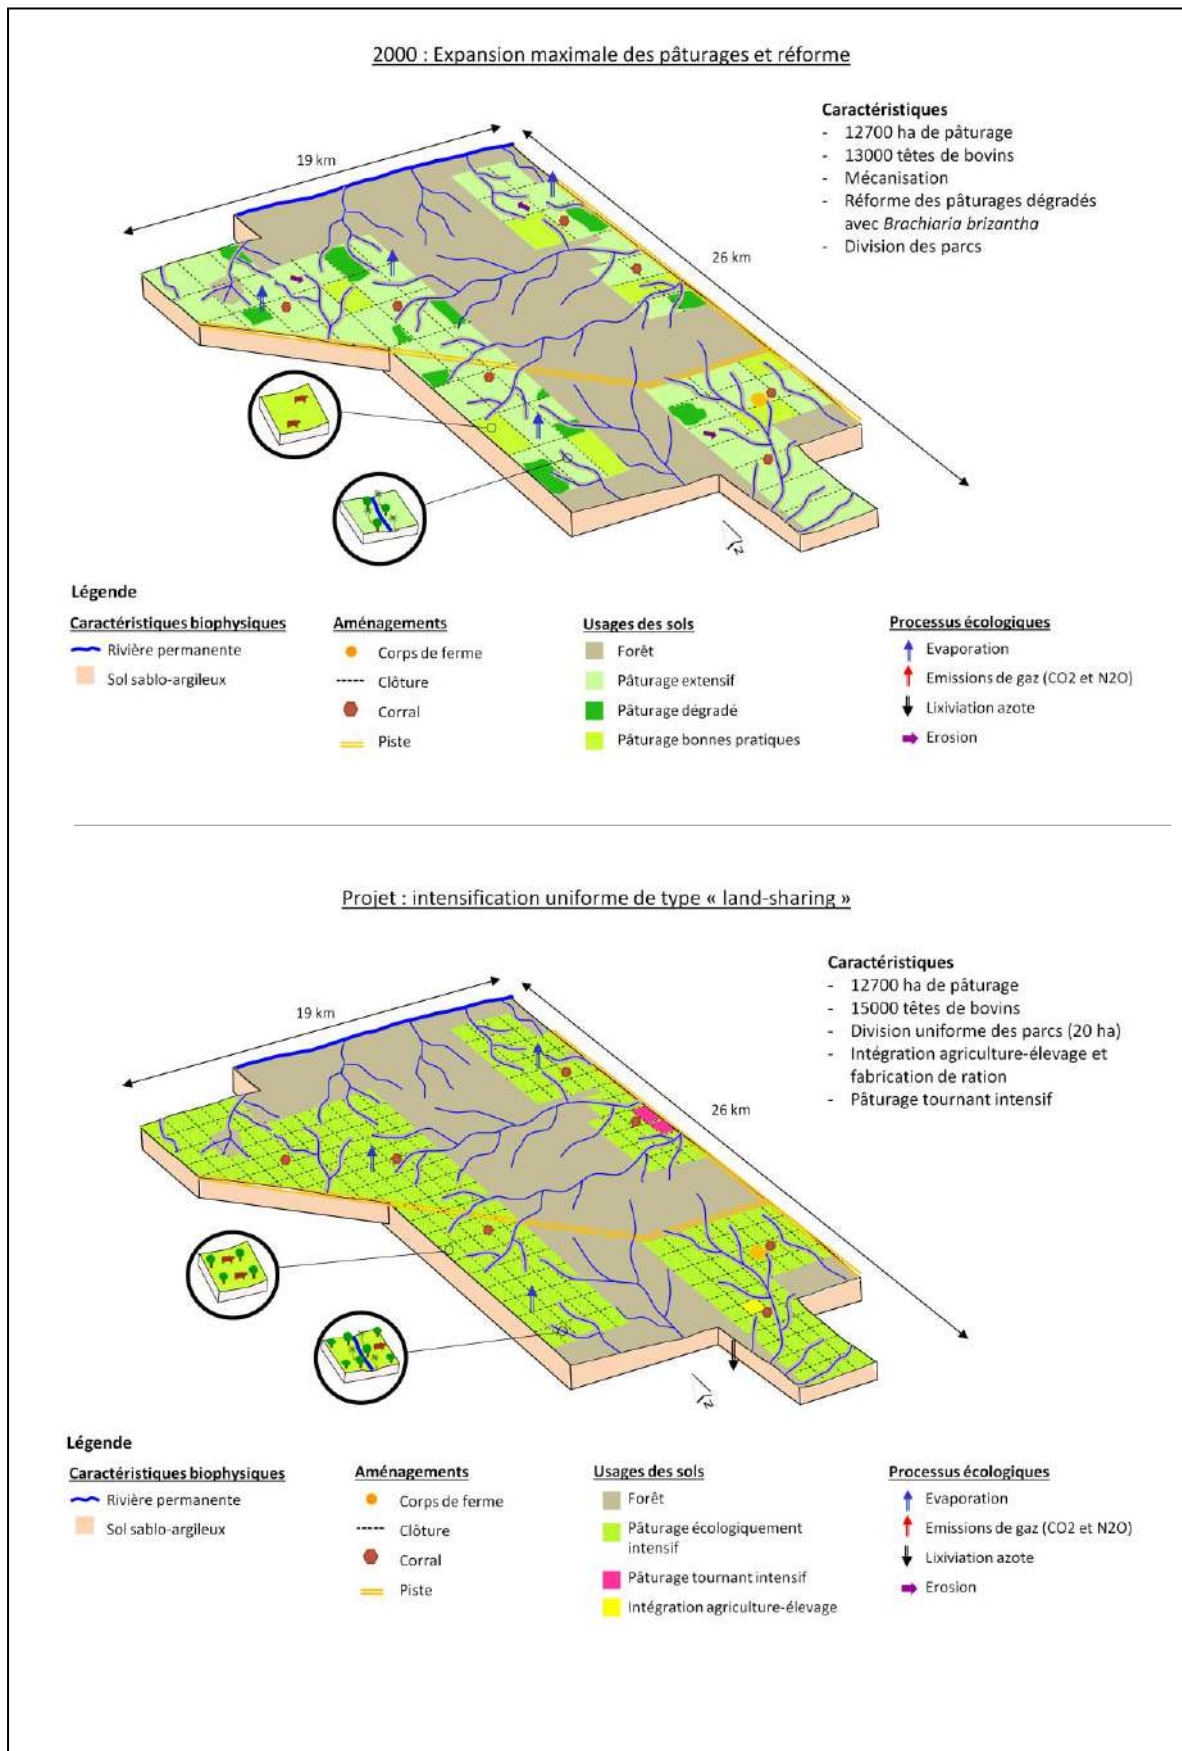 2000 : Expansion maximale des pâturages et réforme
Caractéristiques
- 12700 ha de pâturage
- 13000 têtes de bovins
- Mécanisation
- Réforme des pâturages dégradés
avec Brachiaria brizantha
- Division des parcs
19 km
26 km
N
Légende
Caractéristiques biophysiques
Rivière permanente
Sol sablo-argileux
Aménagements
Corps de ferme
Clôture
Corral
Piste
Usages des sols
Forêt
Pâturage extensif
Pâturage dégradé
Pâturage bonnes pratiques
Processus écologiques
Evaporation
Emissions de gaz (CO2 et N2O)
Lixiviation azote
Erosion
Projet : intensification uniforme de type « land-sharing »
Caractéristiques
- 12700 ha de pâturage
- 15000 têtes de bovins
- Division uniforme des parcs (20 ha)
- Intégration agriculture-élevage et
fabrication de ration
- Pâturage tournant intensif
19 km
26 km
N
Légende
Caractéristiques biophysiques
Rivière permanente
Sol sablo-argileux
Aménagements
Corps de ferme
Clôture
Corral
Piste
Usages des sols
Forêt
Pâturage écologiquement
intensif
Pâturage tournant intensif
Intégration agriculture-élevage
Processus écologiques
Evaporation
Emissions de gaz (CO2 et N2O)
Lixiviation azote
Erosion